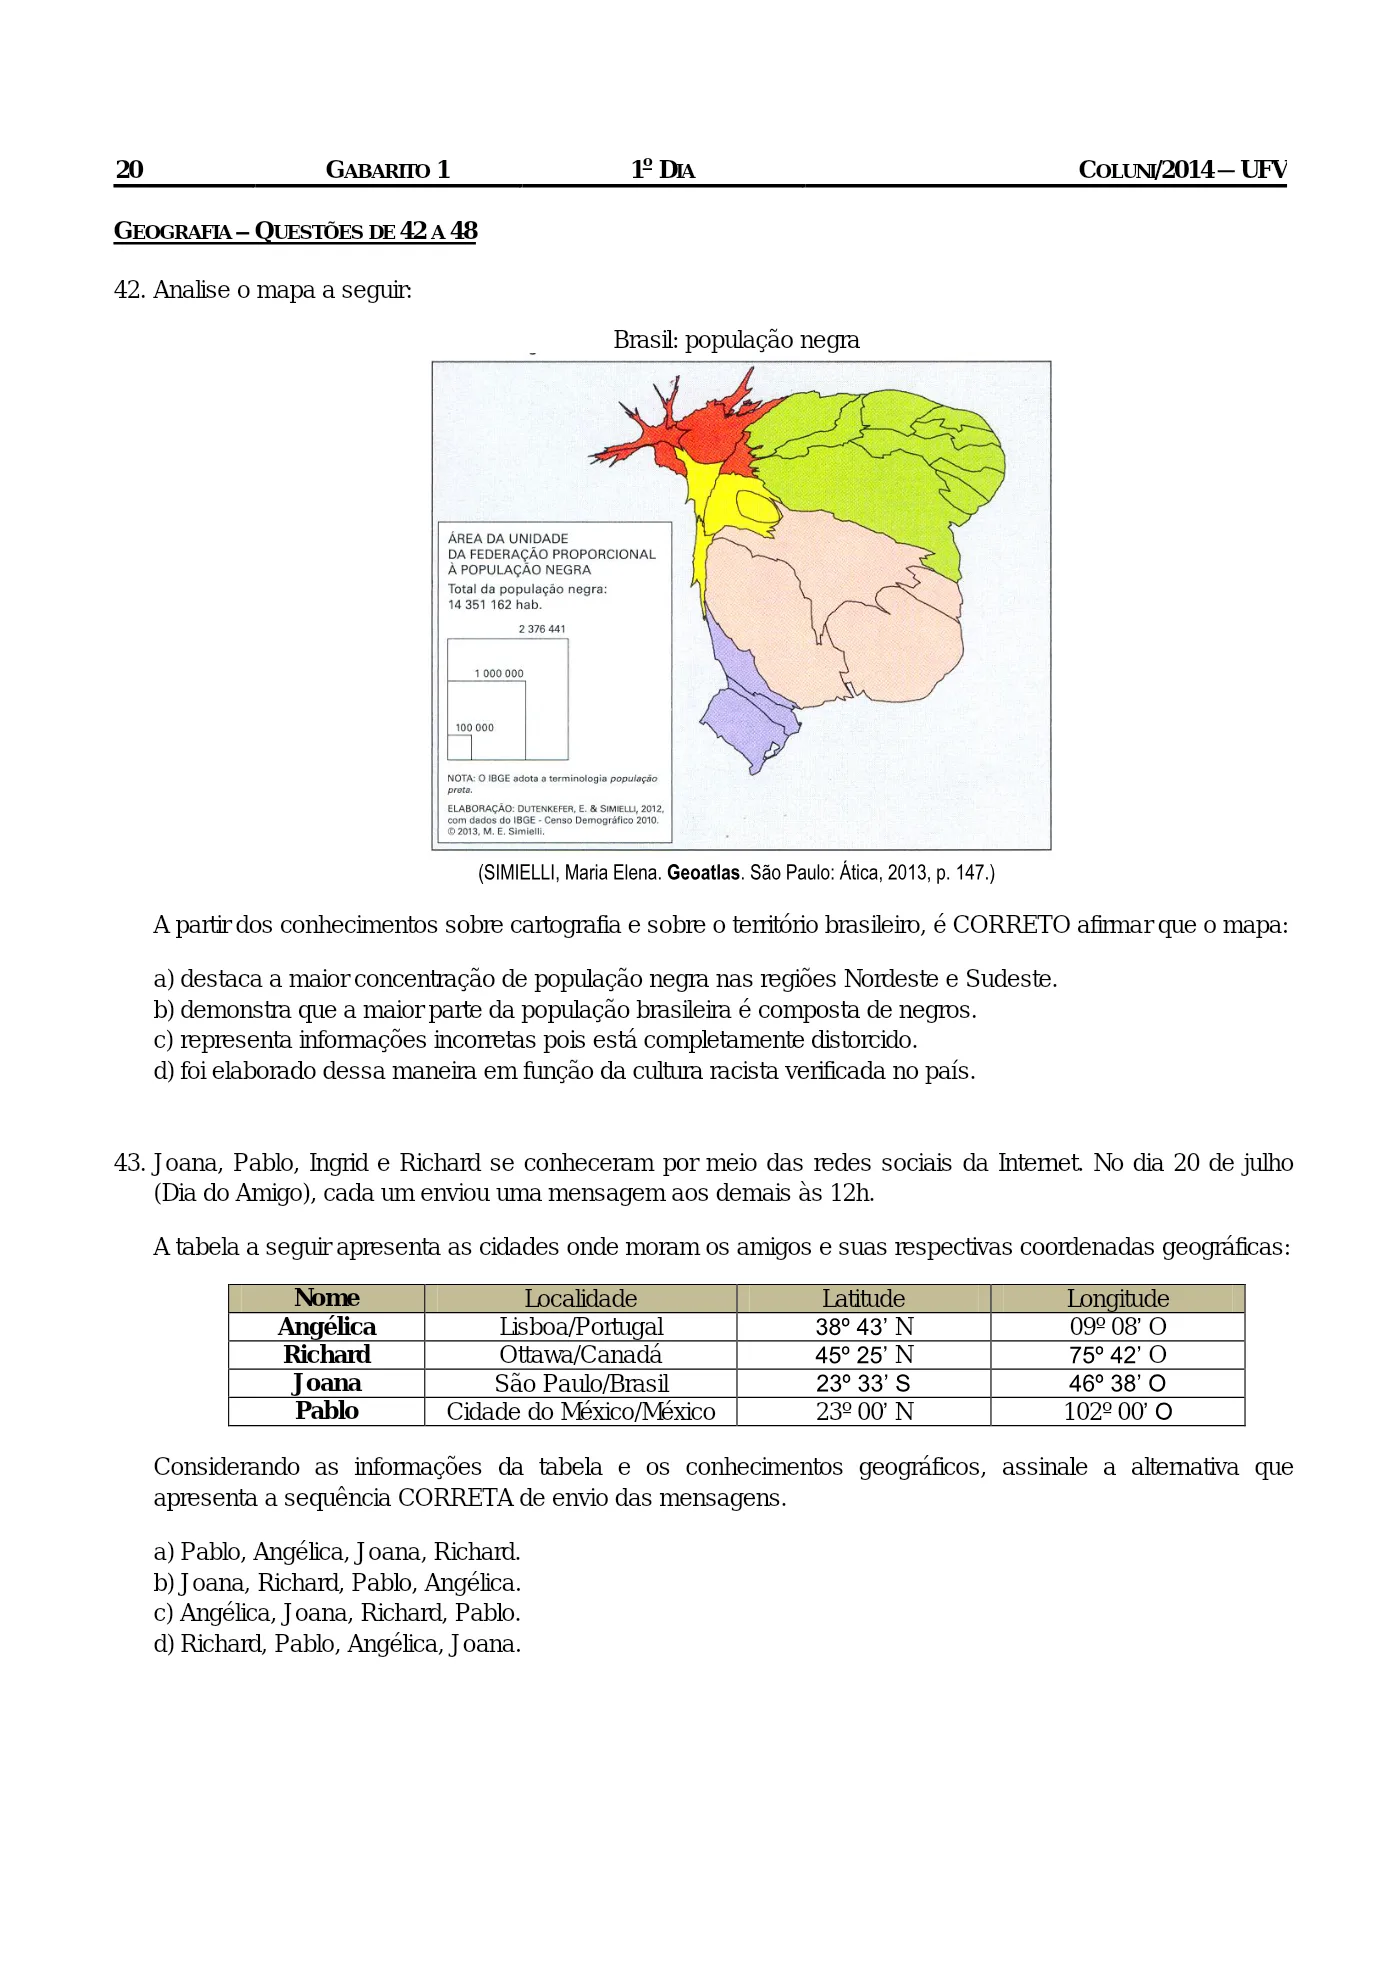 20 GABARITO 1 1º DIA COLUNI/2014 – UFV
GEOGRAFIA – QUESTÕES DE 42 A 48
42. Analise o mapa a seguir:
Brasil: população negra
ÁREA DA UNIDADE
DA FEDERAÇÃO PROPORCIONAL
À POPULAÇÃO NEGRA
Total da população negra:
14 351 162 hab.
2 376 441
1 000 000
100 000
NOTA: O IBGE adota a terminologia população
preta.
ELABORAÇÃO: DUTENKEFER, E. & SIMIELLI, 2012,
com dados do IBGE - Censo Demográfico 2010.
© 2013, M. E. Simielli.
(SIMIELLI, Maria Elena. Geoatlas. São Paulo: Ática, 2013, p. 147.)
A partir dos conhecimentos sobre cartografia e sobre o território brasileiro, é CORRETO afirmar que o mapa:
a) destaca a maior concentração de população negra nas regiões Nordeste e Sudeste.
b) demonstra que a maior parte da população brasileira é composta de negros.
c) representa informações incorretas pois está completamente distorcido.
d) foi elaborado dessa maneira em função da cultura racista verificada no país.
43. Joana, Pablo, Ingrid e Richard se conheceram por meio das redes sociais da Internet. No dia 20 de julho
(Dia do Amigo), cada um enviou uma mensagem aos demais às 12h.
A tabela a seguir apresenta as cidades onde moram os amigos e suas respectivas coordenadas geográficas:
Nome Localidade Latitude Longitude
Angélica Lisboa/Portugal 38º 43’ N 09º 08’ O
Richard Ottawa/Canadá 45º 25’ N 75º 42’ O
Joana São Paulo/Brasil 23º 33’ S 46º 38’ O
Pablo Cidade do México/México 23º 00’ N 102º 00’ O
Considerando as informações da tabela e os conhecimentos geográficos, assinale a alternativa que
apresenta a sequência CORRETA de envio das mensagens.
a) Pablo, Angélica, Joana, Richard.
b) Joana, Richard, Pablo, Angélica.
c) Angélica, Joana, Richard, Pablo.
d) Richard, Pablo, Angélica, Joana.